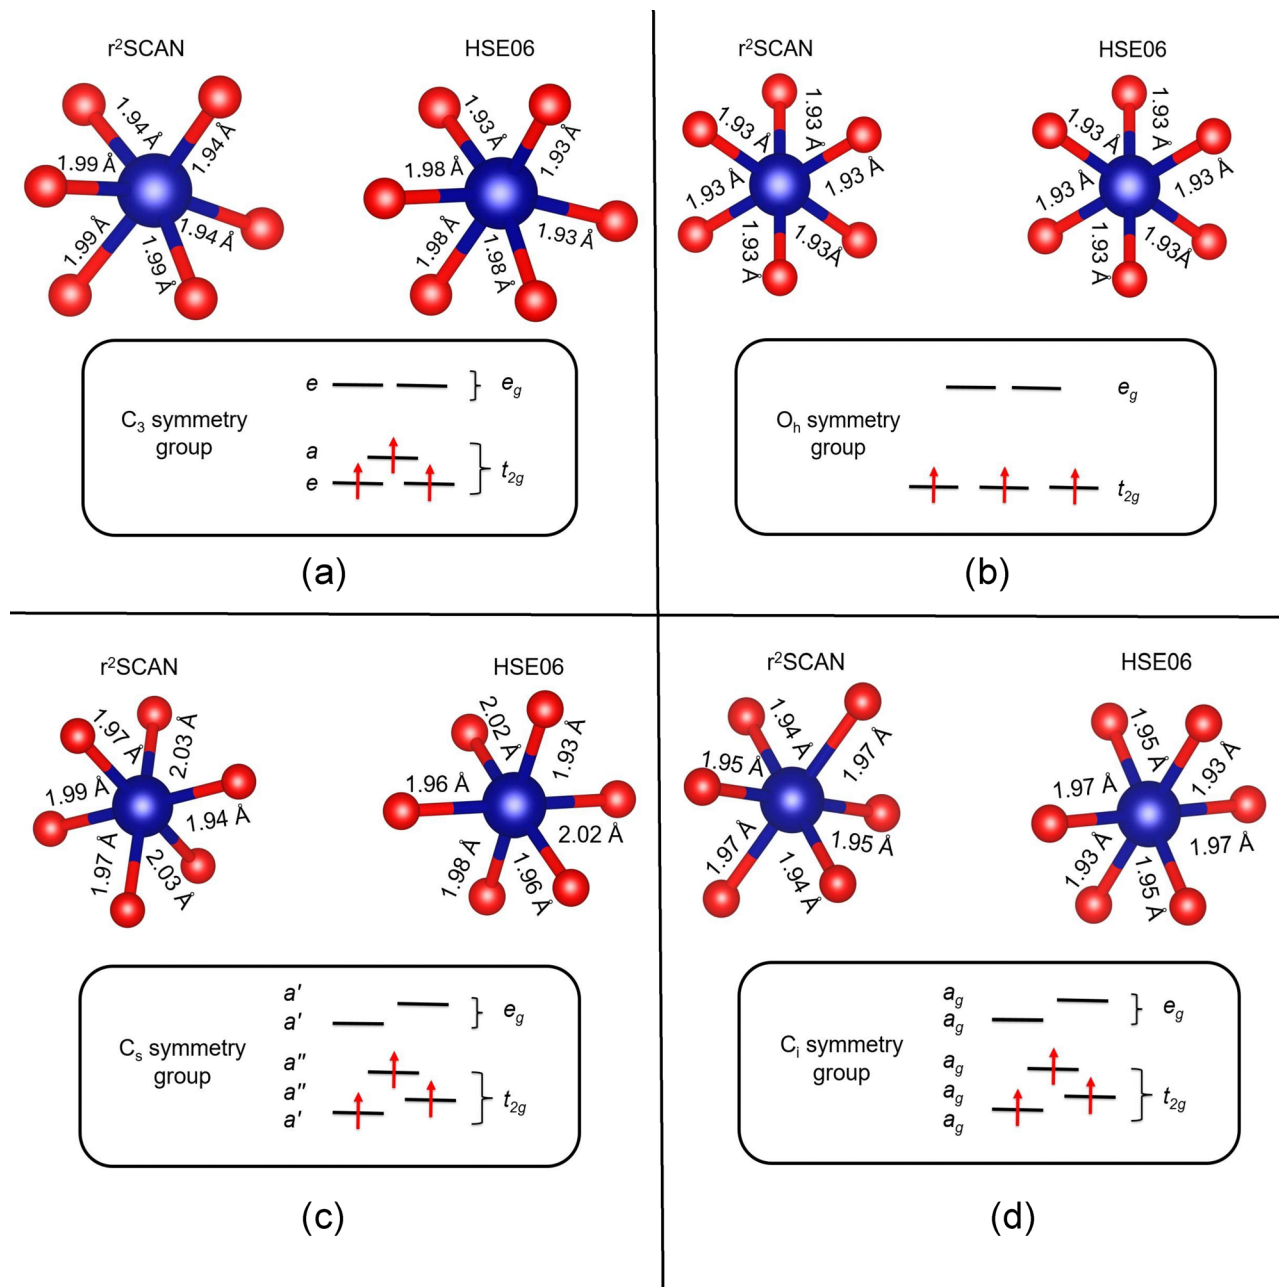 r²SCAN
HSE06
1.94 Å
1.94 Å
1.99 Å
1.94 Å
1.99 Å
1.99 Å
1.93 Å
1.93 Å
1.98 Å
1.93 Å
1.98 Å
1.98 Å
C₃ symmetry
group
e
e_g
a
e
t_2g
(a)
r²SCAN
HSE06
1.93 Å
1.93 Å
1.93 Å
1.93 Å
1.93 Å
1.93Å
1.93 Å
1.93 Å
1.93 Å
1.93 Å
1.93 Å
1.93Å
O_h symmetry
group
e_g
t_2g
(b)
r²SCAN
HSE06
1.97 Å
2.03 Å
1.99 Å
1.94 Å
1.97 Å
2.03 Å
2.02 Å
1.93 Å
1.96 Å
2.02 Å
1.98 Å
1.96 Å
C_s symmetry
group
a′
a′
e_g
a″
a″
a′
t_2g
(c)
r²SCAN
HSE06
1.94 Å
1.97 Å
1.95 Å
1.95 Å
1.97 Å
1.94 Å
1.95 Å
1.93 Å
1.97 Å
1.97 Å
1.93 Å
1.95 Å
C_i symmetry
group
a_g
a_g
e_g
a_g
a_g
a_g
t_2g
(d)